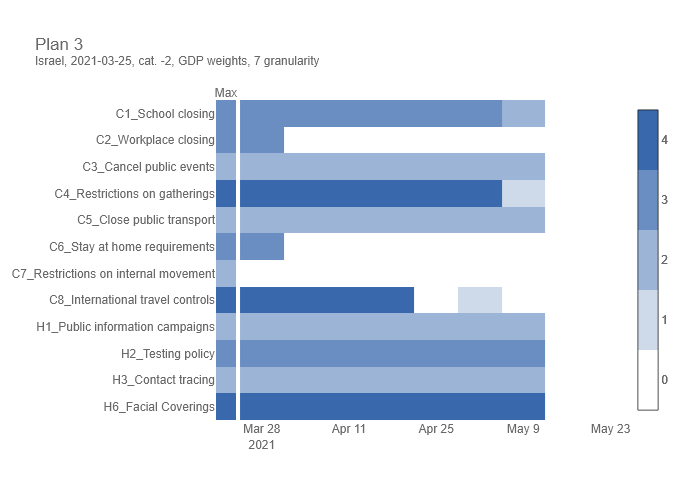 Plan 3
Israel, 2021-03-25, cat. -2, GDP weights, 7 granularity
Max
C1_School closing
C2_Workplace closing
C3_Cancel public events
C4_Restrictions on gatherings
C5_Close public transport
C6_Stay at home requirements
C7_Restrictions on internal movement
C8_International travel controls
H1_Public information campaigns
H2_Testing policy
H3_Contact tracing
H6_Facial Coverings
Mar 28 Apr 11 Apr 25 May 9 May 23
2021
4
3
2
1
0